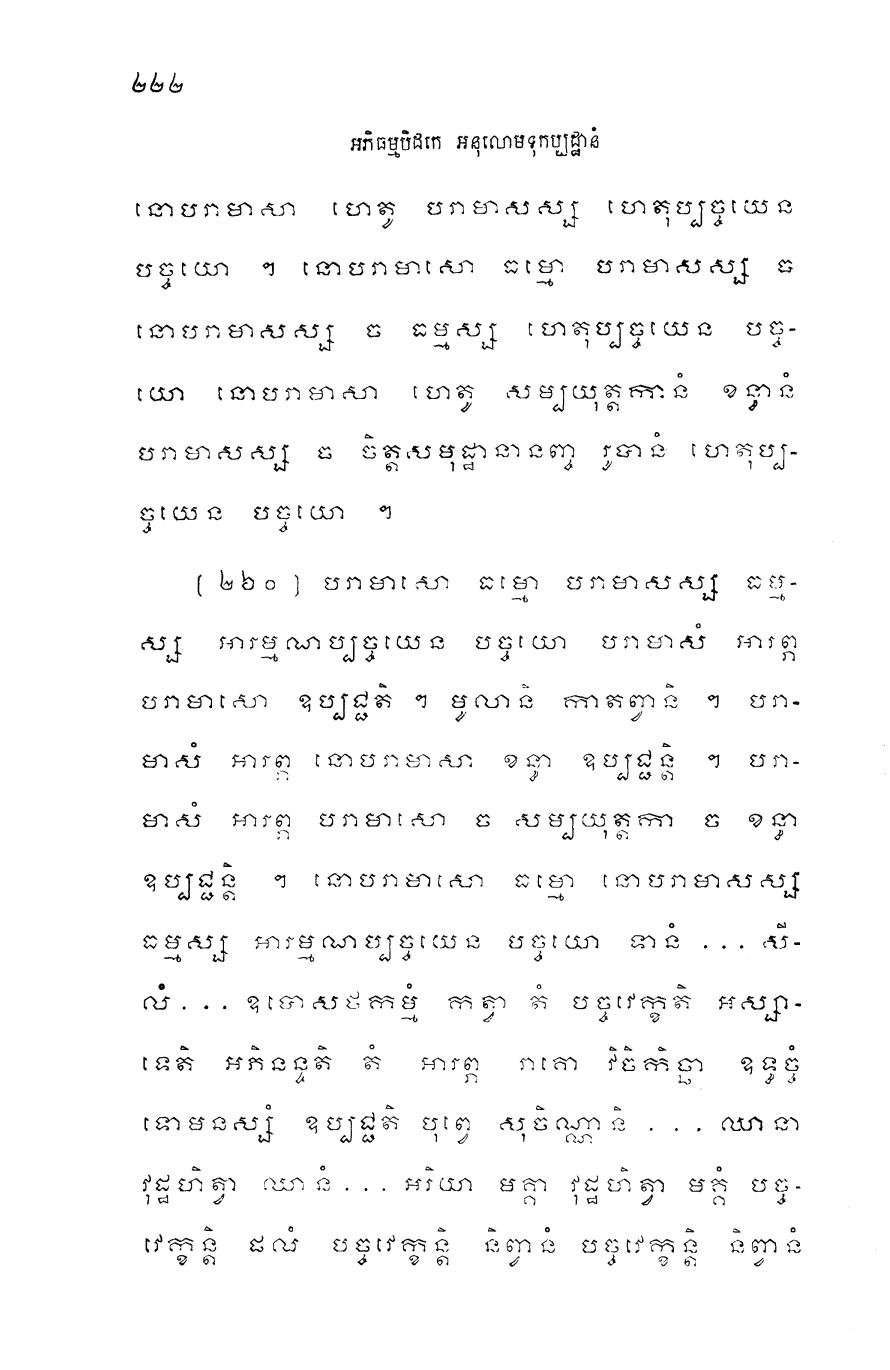 ២២២
អភិធម្មបិដកេ អនុលោមទុកប្បដ្ឋានំ
នោបរាមាសា ហេតូ បរាមាសស្ស ហេតុប្បច្ចយេន
បច្ចយោ ។ នោបរាមាសោ ធម្មោ បរាមាសស្ស ច
នោបរាមាសស្ស ច ធម្មស្ស ហេតុប្បច្ចយេន បច្ច-
យោ នោបរាមាសា ហេតូ សម្បយុត្តកានំ ខន្ធានំ
បរាមាសស្ស ច ចិត្តសមុដ្ឋានានញ្ច រូបានំ ហេតុប្ប-
ច្ចយេន បច្ចយោ ។
[២៦០] បរាមាសោ ធម្មោ បរាមាសស្ស ធម្ម-
ស្ស អារម្មណប្បច្ចយេន បច្ចយោ បរាមាសំ អារព្ភ
បរាមាសោ ឧប្បជ្ជតិ ។ មូលានិ កាតព្វានិ ។ បរា-
មាសំ អារព្ភ នោបរាមាសា ខន្ធា ឧប្បជ្ជន្តិ ។ បរា-
មាសំ អារព្ភ បរាមាសោ ច សម្បយុត្តកា ច ខន្ធា
ឧប្បជ្ជន្តិ ។ នោបរាមាសោ ធម្មោ នោបរាមាសស្ស
ធម្មស្ស អារម្មណប្បច្ចយេន បច្ចយោ ទានំ ... សី-
លំ ... ឧបោសថកម្មំ កត្វា តំ បច្ចវេក្ខតិ អស្សា-
ទេតិ អភិនន្ទតិ តំ អារព្ភ រាគោ វិចិកិច្ឆា ឧទ្ធច្ចំ
ទោមនស្សំ ឧប្បជ្ជតិ បុព្វេ សុចិណ្ណានិ ... ឈានា
វុដ្ឋហិត្វា ឈានំ ... អរិយា មគ្គា វុដ្ឋហិត្វា មគ្គំ បច្ច-
វេក្ខន្តិ ផលំ បច្ចវេក្ខន្តិ និព្វានំ បច្ចវេក្ខន្តិ និព្វានំ